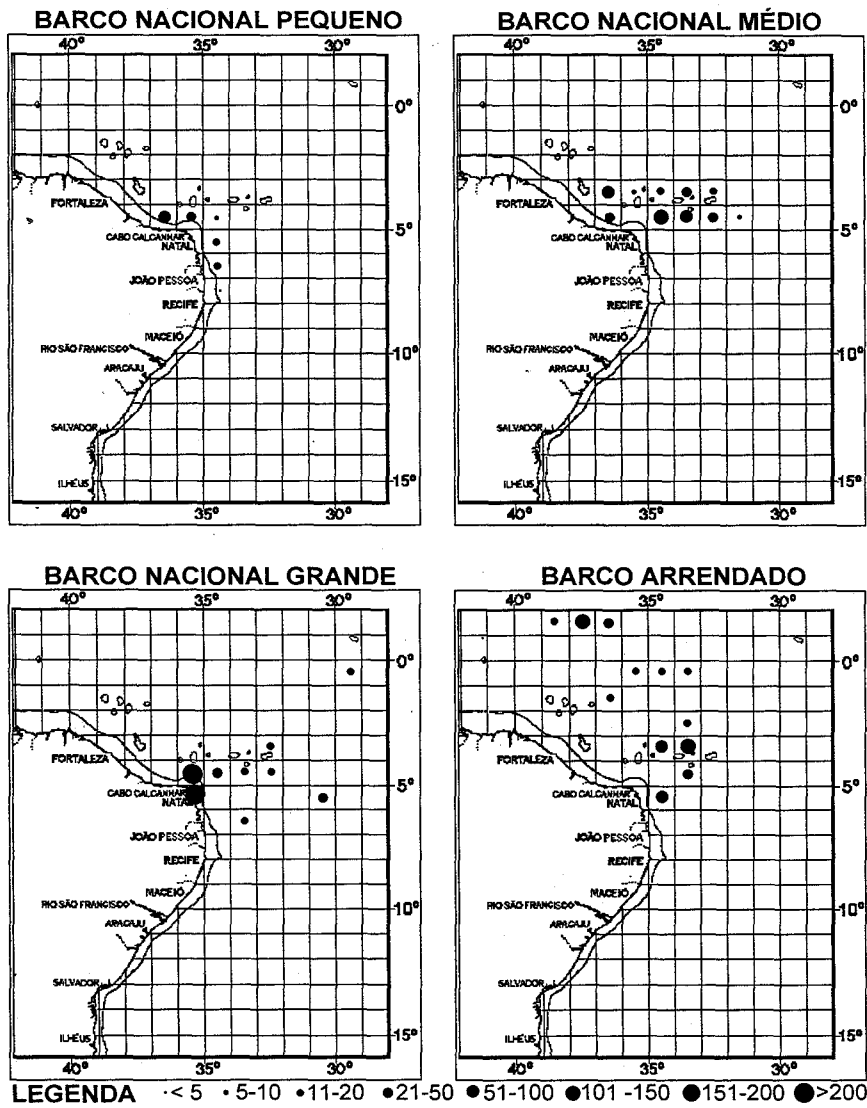 BARCO NACIONAL PEQUENO
40° 35° 30°
0°
FORTALEZA
5°
CABO CALCANHAR
NATAL
JOÃO PESSOA
RECIFE
MACEIÓ
RIO SÃO FRANCISCO
10°
ARACAJU
SALVADOR
ILHÉUS
15°
40° 35° 30°
BARCO NACIONAL MÉDIO
40° 35° 30°
0°
FORTALEZA
5°
CABO CALCANHAR
NATAL
JOÃO PESSOA
RECIFE
MACEIÓ
RIO SÃO FRANCISCO
10°
ARACAJU
SALVADOR
ILHÉUS
15°
40° 35° 30°
BARCO NACIONAL GRANDE
40° 35° 30°
0°
FORTALEZA
5°
CABO CALCANHAR
NATAL
JOÃO PESSOA
RECIFE
MACEIÓ
RIO SÃO FRANCISCO
10°
ARACAJU
SALVADOR
ILHÉUS
15°
40° 35° 30°
BARCO ARRENDADO
40° 35° 30°
0°
FORTALEZA
5°
CABO CALCANHAR
NATAL
JOÃO PESSOA
RECIFE
MACEIÓ
RIO SÃO FRANCISCO
10°
ARACAJU
SALVADOR
ILHÉUS
15°
40° 35° 30°
LEGENDA < 5 5-10 11-20 21-50 51-100 101 -150 151-200 >200